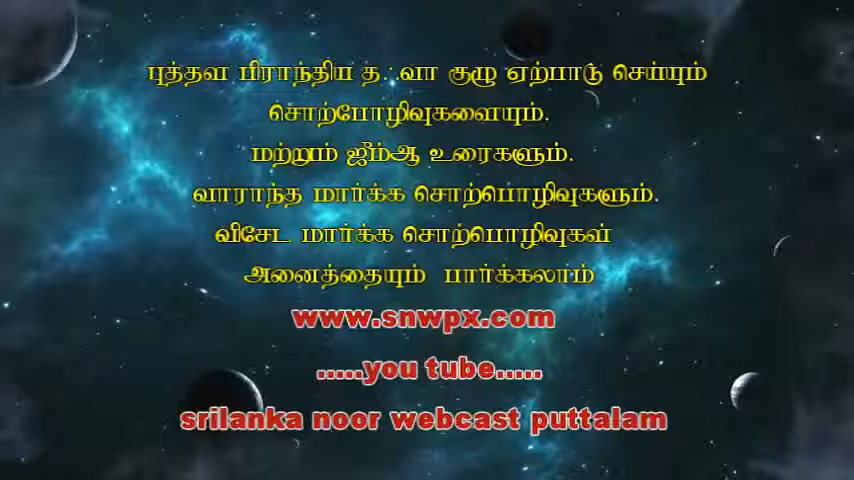 புத்தள பிராந்திய த.:வா குழு ஏற்பாடு செய்யும்
சொற்போழிவுகளையும்.
மற்றும் ஜீம்ஆ உரைகளும்.
வாராந்த மார்க்க சொற்பொழிவுகளும்.
விசேட மார்க்க சொற்பொழிவுகள்
அனைத்தையும் பார்க்கலாம்
www.snwpx.com
.....you tube.....
srilanka noor webcast puttalam